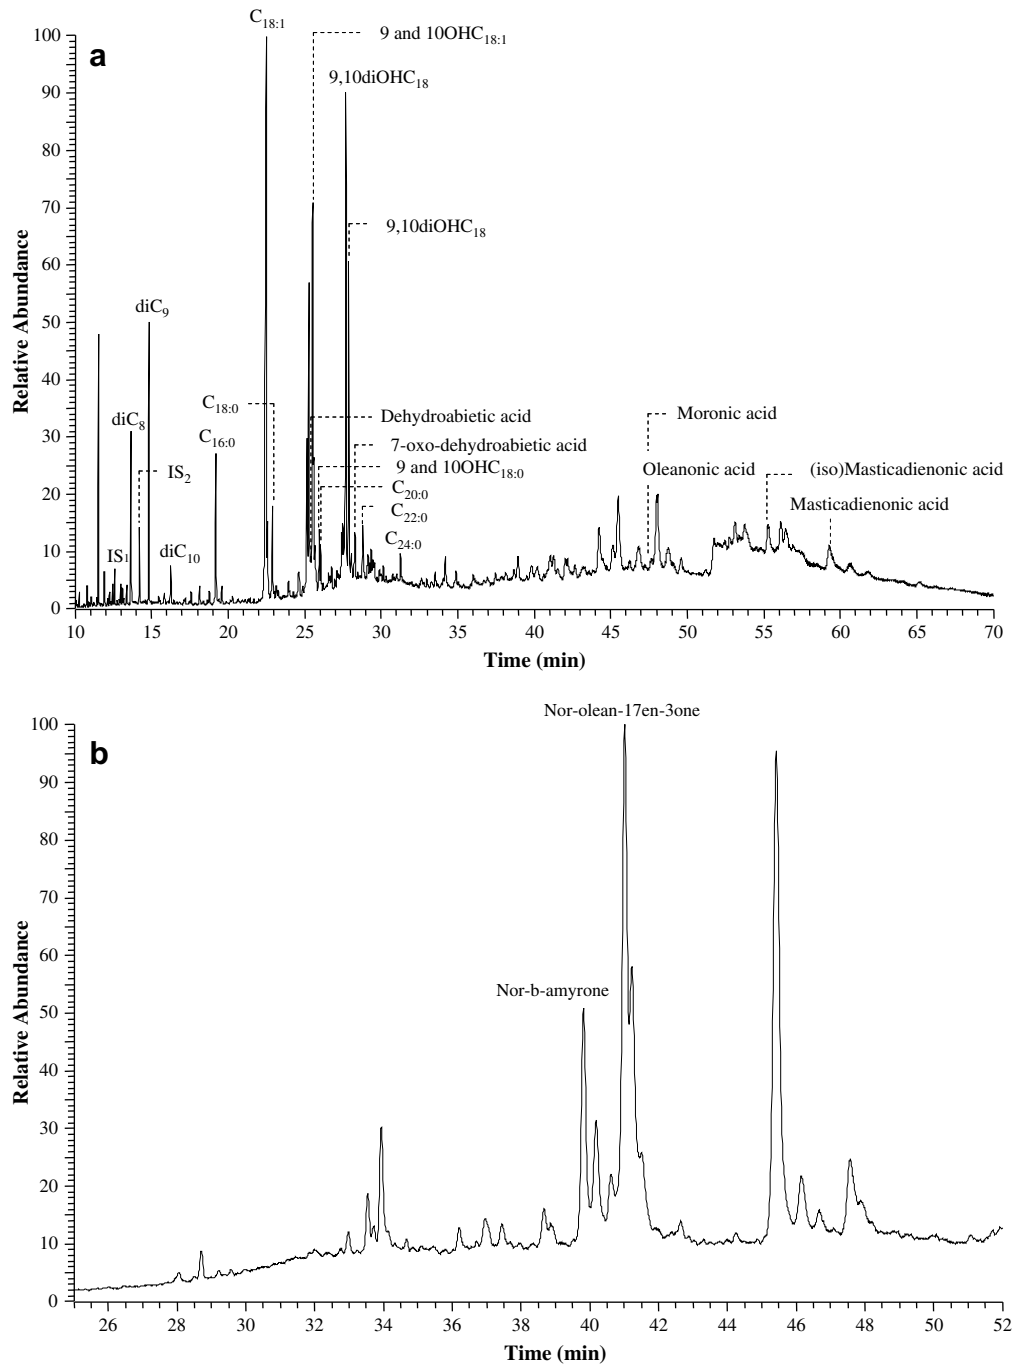 a
C18:1
9 and 10OHC18:1
9,10diOHC18
9,10diOHC18
diC9
diC8
IS2
IS1
diC10
C16:0
C18:0
Dehydroabietic acid
7-oxo-dehydroabietic acid
9 and 10OHC18:0
C20:0
C22:0
C24:0
Moronic acid
Oleanonic acid
(iso)Masticadienonic acid
Masticadienonic acid
Relative Abundance
100
90
80
70
60
50
40
30
20
10
0
10 15 20 25 30 35 40 45 50 55 60 65 70
Time (min)
b
Nor-olean-17en-3one
Nor-b-amyrone
Relative Abundance
100
90
80
70
60
50
40
30
20
10
0
26 28 30 32 34 36 38 40 42 44 46 48 50 52
Time (min)